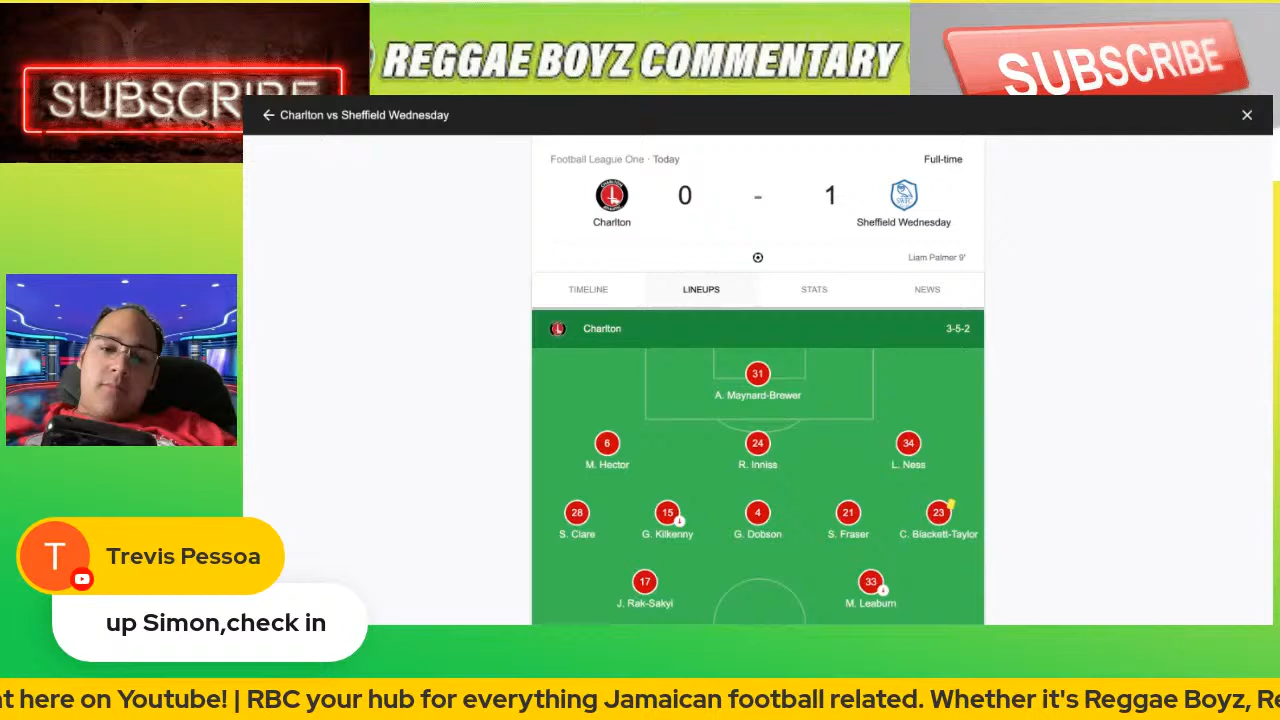 SUBSCRIBE
REGGAE BOYZ COMMENTARY
SUBSCRIBE
Charlton vs Sheffield Wednesday
Football League One · Today
Full-time
0 - 1
Charlton
Sheffield Wednesday
Liam Palmer 9'
TIMELINE
LINEUPS
STATS
NEWS
Charlton
3-5-2
31
A. Maynard-Brewer
6
24
34
M. Hector
R. Inniss
L. Ness
28
15
4
21
23
S. Clare
G. Kilkenny
G. Dobson
S. Fraser
C. Blackett-Taylor
17
33
J. Rak-Sakyi
M. Leaburn
T
Trevis Pessoa
up Simon,check in
here on Youtube! | RBC your hub for everything Jamaican football related. Whether it's Reggae Boyz,